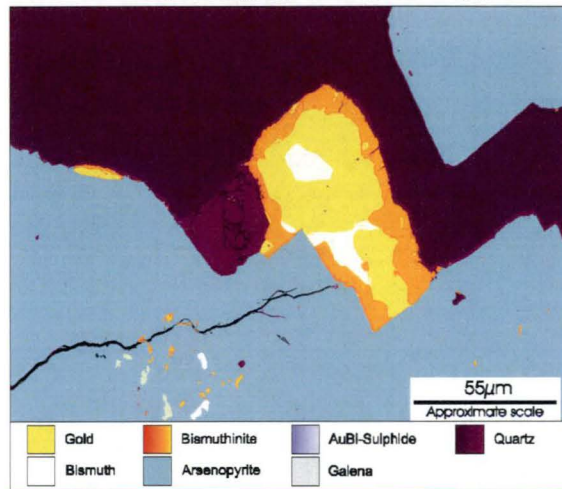 55µm
Approximate scale
Gold Bismuthinite AuBi-Sulphide Quartz
Bismuth Arsenopyrite Galena